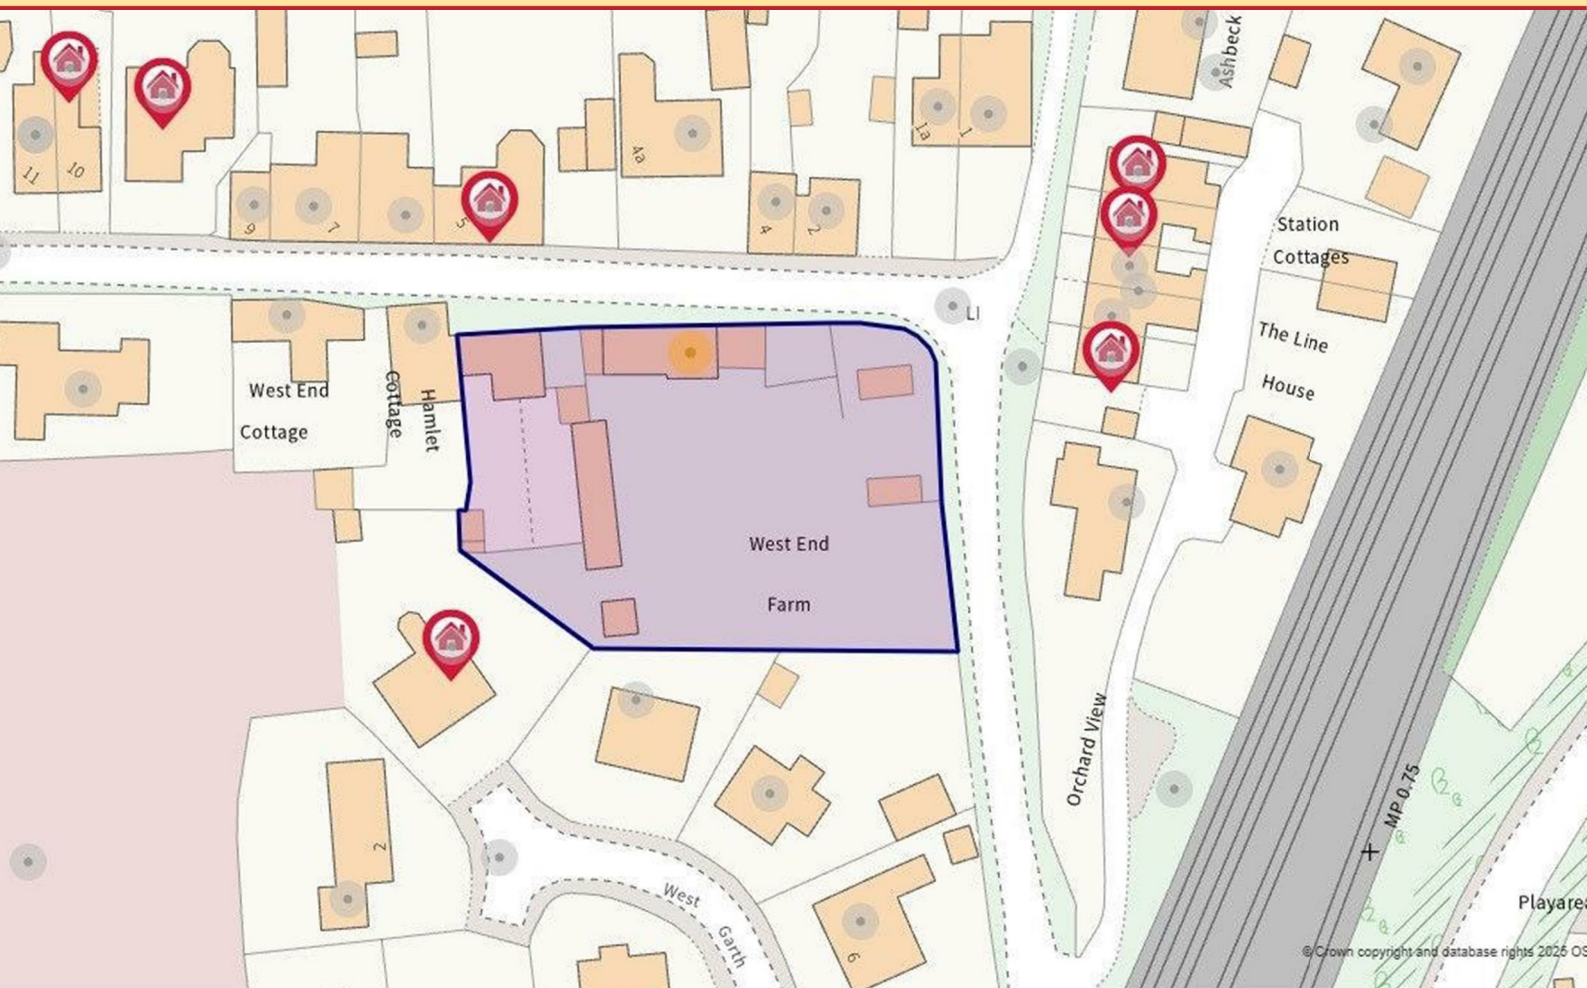 Ashbeck
11
10
9
7
5
4a
4
2
1a
1
LI
Station
Cottages
The Line
House
West End
Cottage
Hamlet
Cottage
West End
Farm
Orchard View
MP 0.75
2
West
Garth
6
Playarea
© Crown copyright and database rights 2025 OS